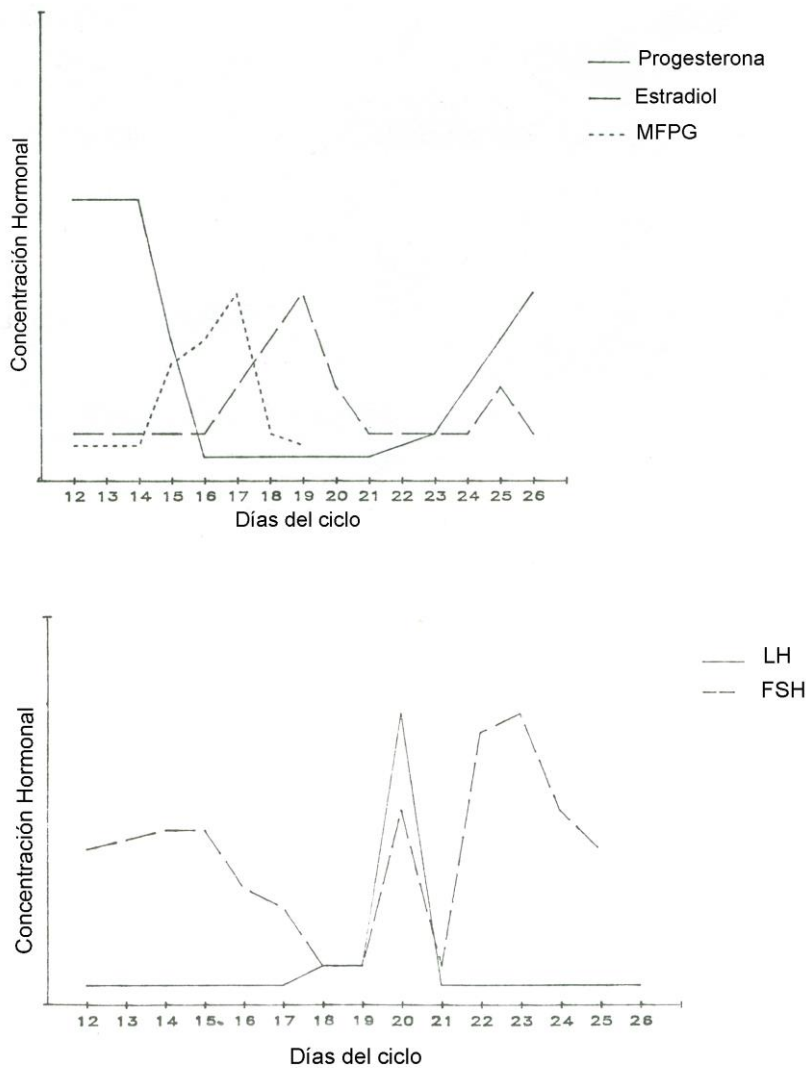 Concentración Hormonal
Progesterona
Estradiol
MFPG
12 13 14 15 16 17 18 19 20 21 22 23 24 25 26
Días del ciclo
Concentración Hormonal
LH
FSH
12 13 14 15 16 17 18 19 20 21 22 23 25 26
Días del ciclo